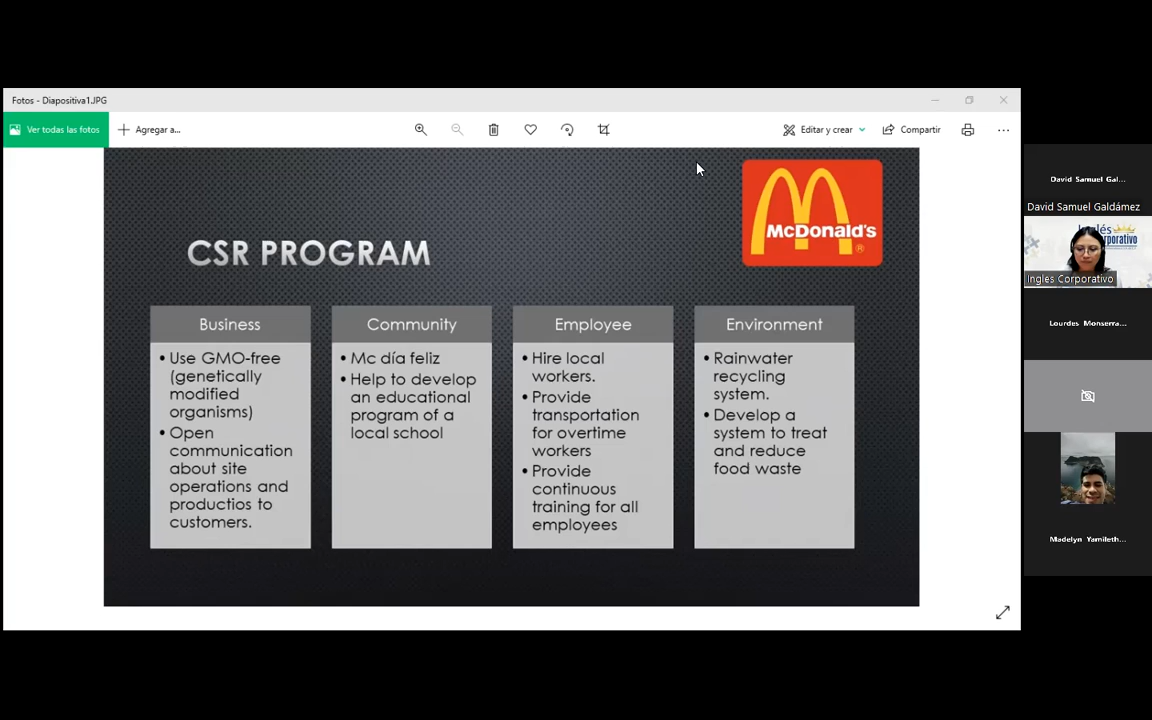 Fotos - Diapositiva1.JPG
Ver todas las fotos
Agregar a...
Editar y crear
Compartir
McDonald's
®
CSR PROGRAM
Business
• Use GMO-free
(genetically
modified
organisms)
• Open
communication
about site
operations and
productios to
customers.
Community
• Mc día feliz
• Help to develop
an educational
program of a
local school
Employee
• Hire local
workers.
• Provide
transportation
for overtime
workers
• Provide
continuous
training for all
employees
Environment
• Rainwater
recycling
system.
• Develop a
system to treat
and reduce
food waste
David Samuel Gal...
David Samuel Galdámez
Inglés
orporativo
Ingles Corporativo
Lourdes Monserra...
Madelyn Yamileth...